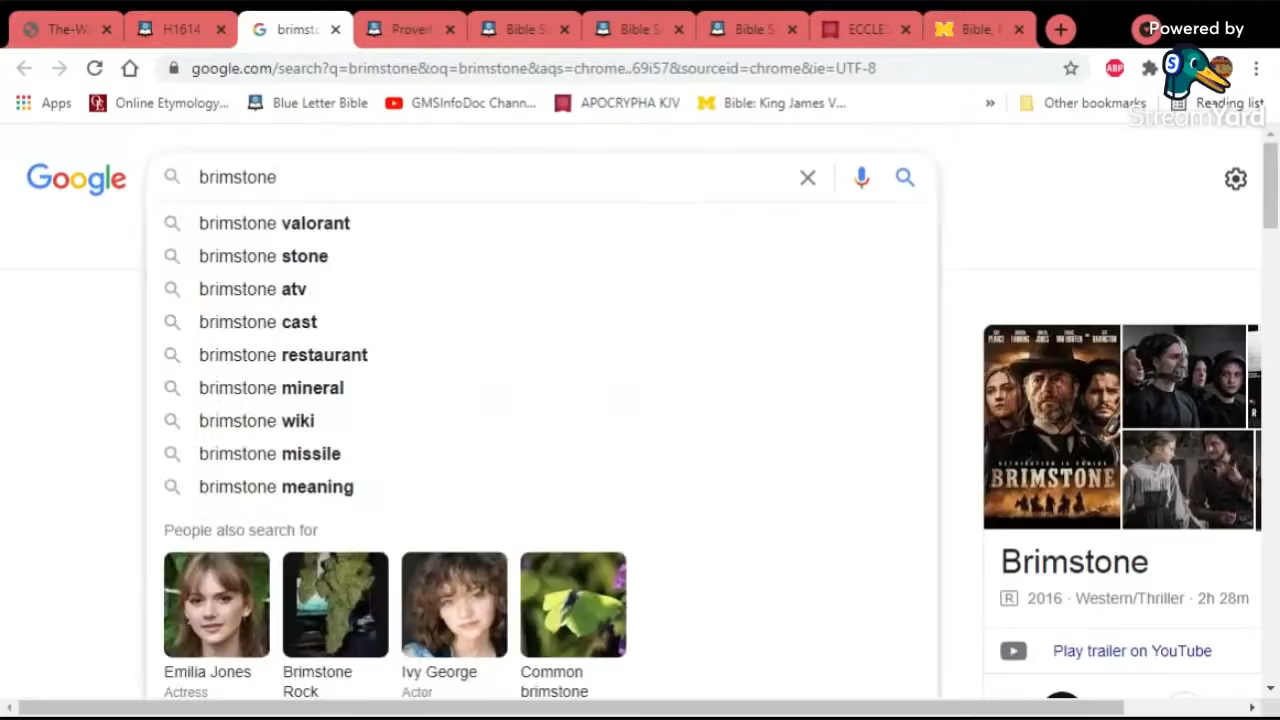 The-W
H1614
brimst
Prover
Bible S
Bible S
Bible S
ECCLE
Bible,
Powered by
google.com/search?q=brimstone&oq=brimstone&aqs=chrome..69i57&sourceid=chrome&ie=UTF-8
ABP
Apps
Online Etymology...
Blue Letter Bible
GMSInfoDoc Chann...
APOCRYPHA KJV
Bible: King James V...
»
Other bookmarks
Reading list
StreamYard
Google
brimstone
brimstone valorant
brimstone stone
brimstone atv
brimstone cast
brimstone restaurant
brimstone mineral
brimstone wiki
brimstone missile
brimstone meaning
People also search for
Emilia Jones
Actress
Brimstone
Rock
Ivy George
Actor
Common
brimstone
BRIMSTONE
Brimstone
R 2016 · Western/Thriller · 2h 28m
Play trailer on YouTube